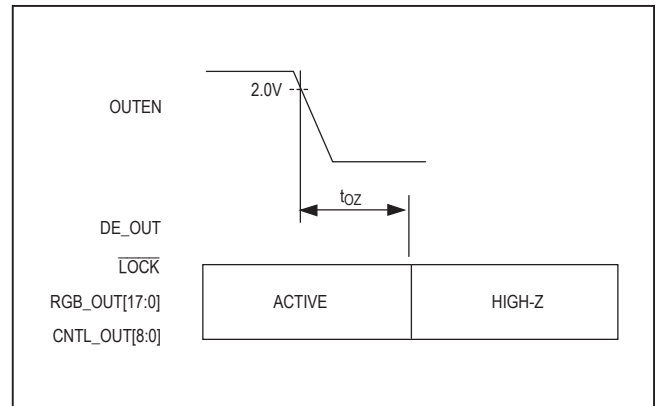 2.0V
OUTEN
tOZ
DE_OUT
LOCK
RGB_OUT[17:0] ACTIVE HIGH-Z
CNTL_OUT[8:0]